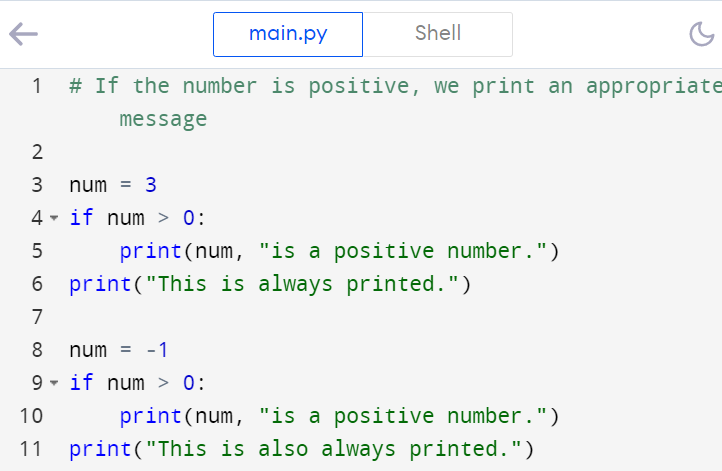 main.py Shell
1 # If the number is positive, we print an appropriate
message
2
3 num = 3
4 if num > 0:
5     print(num, "is a positive number.")
6 print("This is always printed.")
7
8 num = -1
9 if num > 0:
10     print(num, "is a positive number.")
11 print("This is also always printed.")